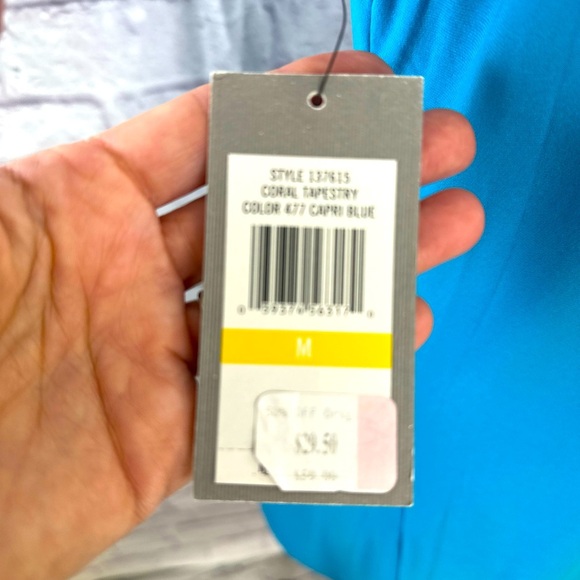 STYLE 137615
CORAL TAPESTRY
COLOR 477 CAPRI BLUE
M
$29.50